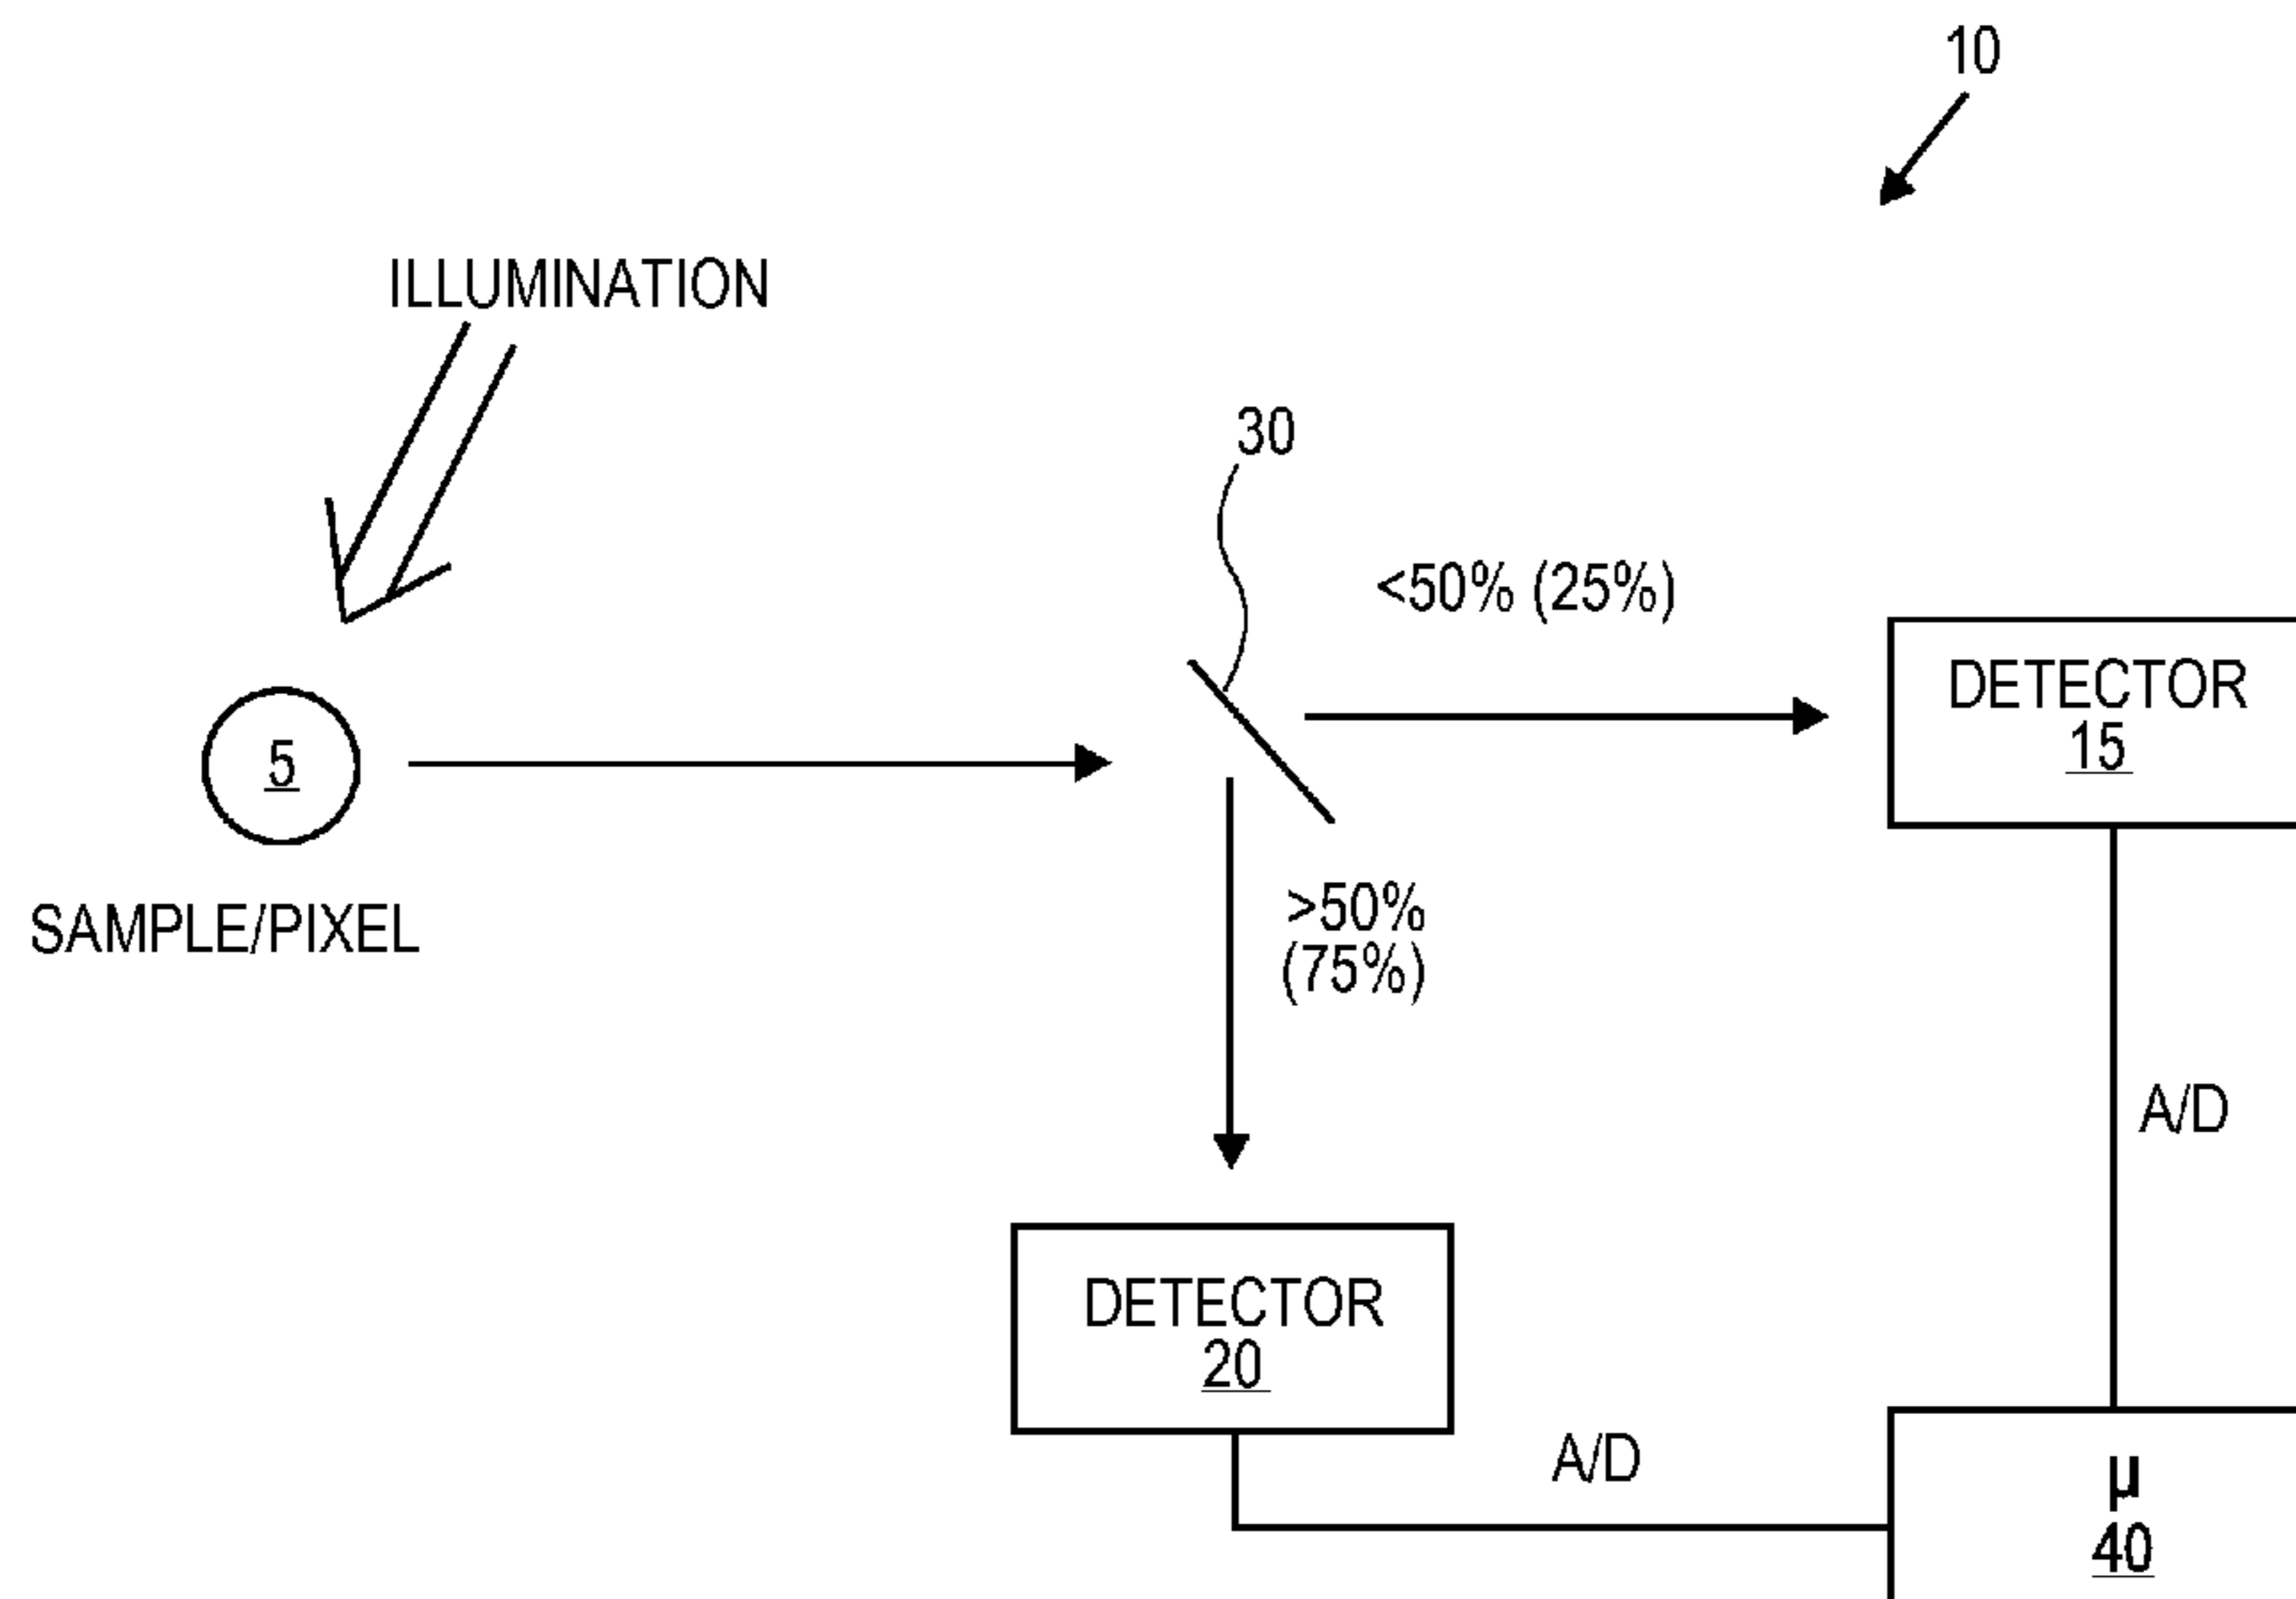 10
ILLUMINATION
30
<50% (25%)
DETECTOR
15
5
SAMPLE/PIXEL
>50%
(75%)
A/D
DETECTOR
20
A/D
µ
40